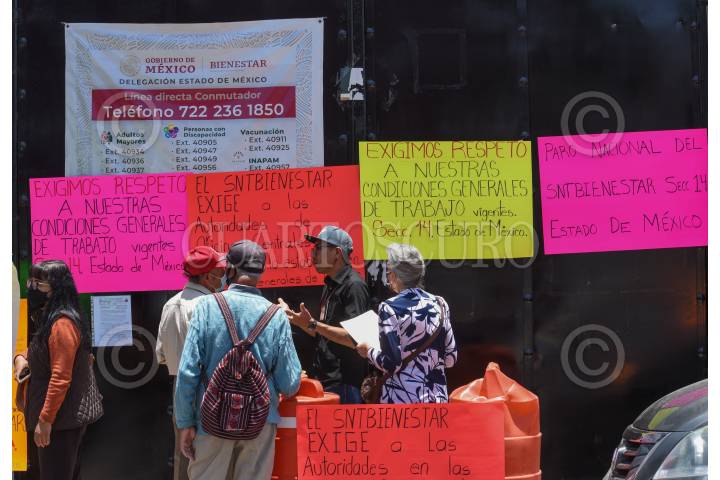 GOBIERNO DE
MÉXICO
BIENESTAR
DELEGACIÓN ESTADO DE MÉXICO
Línea directa Conmutador
Teléfono 722 236 1850
Adultos
Mayores
• Ext. 40934
• Ext. 40936
Personas con
Discapacidad
• Ext. 40905
• Ext. 40947
• Ext. 40949
• Ext. 40956
Vacunación
• Ext. 40911
• Ext. 40925
INAPAM
• Ext. 40952
EXIGIMOS RESPETO
A NUESTRAS
CONDICIONES GENERALES
DE TRABAJO vigentes
Secc. 14, Estado de México
EL SNTBIENESTAR
EXIGE a las
Autoridades de
EXIGIMOS RESPETO
A NUESTRAS
CONDICIONES GENERALES
DE TRABAJO vigentes.
Secc. 14, Estado de México.
PARO NACIONAL DEL
SNTBIENESTAR Secc 14
ESTADO DE MÉXICO
EL SNTBIENESTAR
EXIGE a las
Autoridades en las